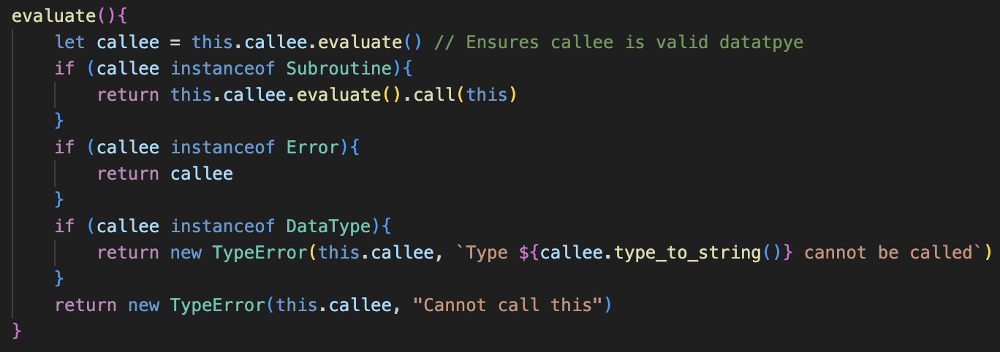 evaluate(){
    let callee = this.callee.evaluate() // Ensures callee is valid datatpye
    if (callee instanceof Subroutine){
        return this.callee.evaluate().call(this)
    }
    if (callee instanceof Error){
        return callee
    }
    if (callee instanceof DataType){
        return new TypeError(this.callee, `Type ${callee.type_to_string()} cannot be called`)
    }
    return new TypeError(this.callee, "Cannot call this")
}